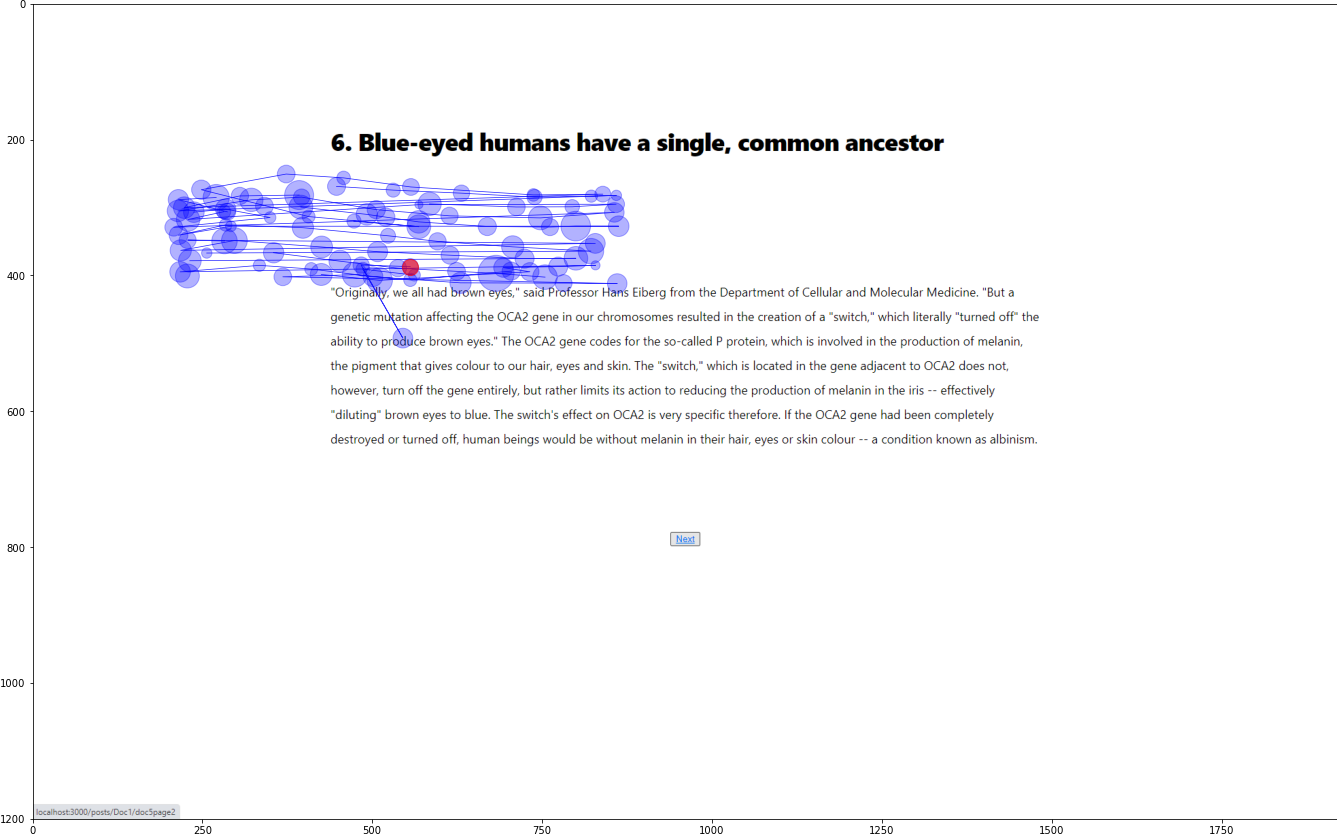 0
200
6. Blue-eyed humans have a single, common ancestor
400
"Originally, we all had brown eyes," said Professor Hans Eiberg from the Department of Cellular and Molecular Medicine. "But a
genetic mutation affecting the OCA2 gene in our chromosomes resulted in the creation of a "switch," which literally "turned off" the
ability to produce brown eyes." The OCA2 gene codes for the so-called P protein, which is involved in the production of melanin,
the pigment that gives colour to our hair, eyes and skin. The "switch," which is located in the gene adjacent to OCA2 does not,
however, turn off the gene entirely, but rather limits its action to reducing the production of melanin in the iris -- effectively
600
"diluting" brown eyes to blue. The switch's effect on OCA2 is very specific therefore. If the OCA2 gene had been completely
destroyed or turned off, human beings would be without melanin in their hair, eyes or skin colour -- a condition known as albinism.
Next
800
1000
localhost:3000/posts/Doc1/doc5page2
1200
0 250 500 750 1000 1250 1500 1750